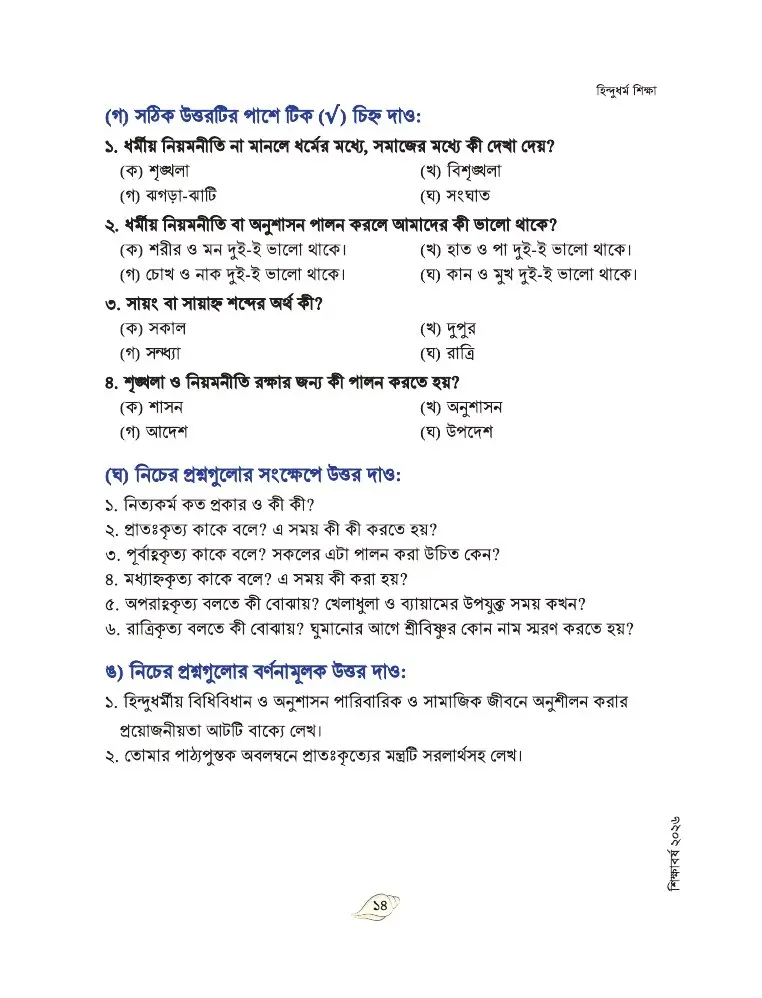 হিন্দুধর্ম শিক্ষা
(গ) সঠিক উত্তরটির পাশে টিক (√) চিহ্ন দাও:
১. ধর্মীয় নিয়মনীতি না মানলে ধর্মের মধ্যে, সমাজের মধ্যে কী দেখা দেয়?
(ক) শৃঙ্খলা (খ) বিশৃঙ্খলা
(গ) ঝগড়া-ঝাটি (ঘ) সংঘাত
২. ধর্মীয় নিয়মনীতি বা অনুশাসন পালন করলে আমাদের কী ভালো থাকে?
(ক) শরীর ও মন দুই-ই ভালো থাকে। (খ) হাত ও পা দুই-ই ভালো থাকে।
(গ) চোখ ও নাক দুই-ই ভালো থাকে। (ঘ) কান ও মুখ দুই-ই ভালো থাকে।
৩. সায়ং বা সায়াহ্ন শব্দের অর্থ কী?
(ক) সকাল (খ) দুপুর
(গ) সন্ধ্যা (ঘ) রাত্রি
৪. শৃঙ্খলা ও নিয়মনীতি রক্ষার জন্য কী পালন করতে হয়?
(ক) শাসন (খ) অনুশাসন
(গ) আদেশ (ঘ) উপদেশ
(ঘ) নিচের প্রশ্নগুলোর সংক্ষেপে উত্তর দাও:
১. নিত্যকর্ম কত প্রকার ও কী কী?
২. প্রাতঃকৃত্য কাকে বলে? এ সময় কী কী করতে হয়?
৩. পূর্বাহ্ণকৃত্য কাকে বলে? সকলের এটা পালন করা উচিত কেন?
৪. মধ্যাহ্নকৃত্য কাকে বলে? এ সময় কী করা হয়?
৫. অপরাহ্ণকৃত্য বলতে কী বোঝায়? খেলাধুলা ও ব্যায়ামের উপযুক্ত সময় কখন?
৬. রাত্রিকৃত্য বলতে কী বোঝায়? ঘুমানোর আগে শ্রীবিষ্ণুর কোন নাম স্মরণ করতে হয়?
ঙ) নিচের প্রশ্নগুলোর বর্ণনামূলক উত্তর দাও:
১. হিন্দুধর্মীয় বিধিবিধান ও অনুশাসন পারিবারিক ও সামাজিক জীবনে অনুশীলন করার
প্রয়োজনীয়তা আটটি বাক্যে লেখ।
২. তোমার পাঠ্যপুস্তক অবলম্বনে প্রাতঃকৃত্যের মন্ত্রটি সরলার্থসহ লেখ।
শিক্ষাবর্ষ ২০২৬
১৪